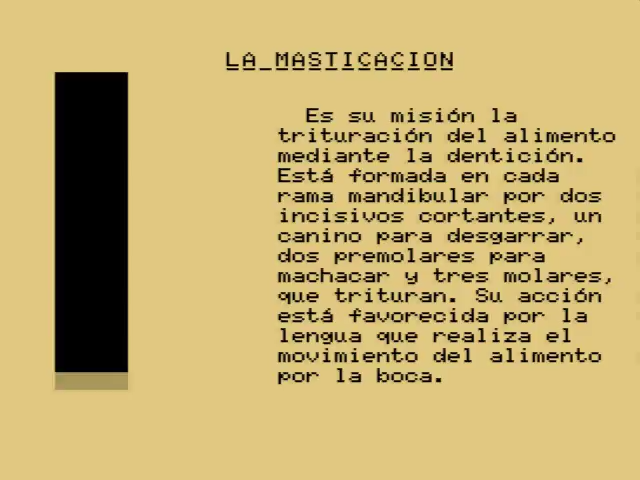 LA MASTICACION
Es su misión la
trituración del alimento
mediante la dentición.
Está formada en cada
rama mandibular por dos
incisivos cortantes, un
canino para desgarrar,
dos premolares para
machacar y tres molares,
que trituran. Su acción
está favorecida por la
lengua que realiza el
movimiento del alimento
por la boca.